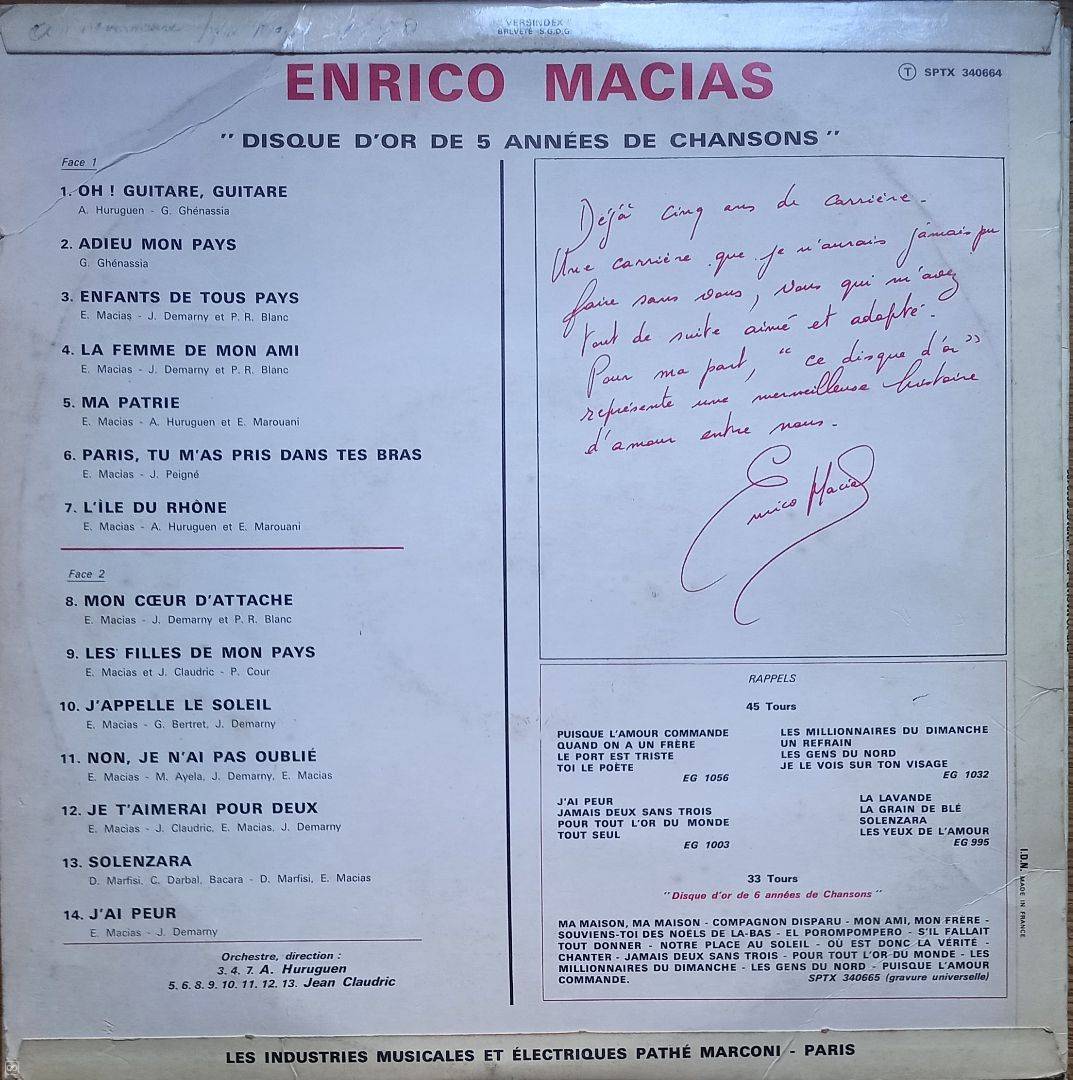 VERSINDEX
BREVETÉ S.G.D.G.
ENRICO MACIAS
T SPTX 340664
" DISQUE D'OR DE 5 ANNÉES DE CHANSONS "
Face 1
1. OH ! GUITARE, GUITARE
A. Huruguen - G. Ghénassia
2. ADIEU MON PAYS
G. Ghénassia
3. ENFANTS DE TOUS PAYS
E. Macias - J. Demarny et P. R. Blanc
4. LA FEMME DE MON AMI
E. Macias - J. Demarny et P. R. Blanc
5. MA PATRIE
E. Macias - A. Huruguen et E. Marouani
6. PARIS, TU M'AS PRIS DANS TES BRAS
E. Macias - J. Peigné
7. L'ÌLE DU RHÔNE
E. Macias - A. Huruguen et E. Marouani
Face 2
8. MON CŒUR D'ATTACHE
E. Macias - J. Demarny et P. R. Blanc
9. LES FILLES DE MON PAYS
E. Macias et J. Claudric - P. Cour
10. J'APPELLE LE SOLEIL
E. Macias - G. Bertret, J. Demarny
11. NON, JE N'AI PAS OUBLIÉ
E. Macias - M. Ayela, J. Demarny, E. Macias
12. JE T'AIMERAI POUR DEUX
E. Macias - J. Claudric, E. Macias, J. Demarny
13. SOLENZARA
D. Marfisi, C. Darbal, Bacara - D. Marfisi, E. Macias
14. J'AI PEUR
E. Macias - J. Demarny
Orchestre, direction :
3. 4. 7. A. Huruguen
5. 6. 8. 9. 10. 11. 12. 13. Jean Claudric
Déjà cinq ans de carrière.
Une carrière que je n'aurais jamais pu
faire sans vous, vous qui m'avez
tout de suite aimé et adopté.
Pour ma part, "ce disque d'or"
représente une merveilleuse histoire
d'amour entre nous.
Enrico Macias
RAPPELS
45 Tours
PUISQUE L'AMOUR COMMANDE
QUAND ON A UN FRÈRE
LE PORT EST TRISTE
TOI LE POÈTE
EG 1056
LES MILLIONNAIRES DU DIMANCHE
UN REFRAIN
LES GENS DU NORD
JE LE VOIS SUR TON VISAGE
EG 1032
J'AI PEUR
JAMAIS DEUX SANS TROIS
POUR TOUT L'OR DU MONDE
TOUT SEUL
EG 1003
LA LAVANDE
LA GRAIN DE BLÉ
SOLENZARA
LES YEUX DE L'AMOUR
EG 995
33 Tours
"Disque d'or de 6 années de Chansons"
MA MAISON, MA MAISON - COMPAGNON DISPARU - MON AMI, MON FRÈRE -
SOUVIENS-TOI DES NOËLS DE LA-BAS - EL POROMPOMPERO - S'IL FALLAIT
TOUT DONNER - NOTRE PLACE AU SOLEIL - OÙ EST DONC LA VÉRITÉ -
CHANTER - JAMAIS DEUX SANS TROIS - POUR TOUT L'OR DU MONDE - LES
MILLIONNAIRES DU DIMANCHE - LES GENS DU NORD - PUISQUE L'AMOUR
COMMANDE. SPTX 340665 (gravure universelle)
I.D.N. MADE IN FRANCE
LES INDUSTRIES MUSICALES ET ÉLECTRIQUES PATHÉ MARCONI - PARIS